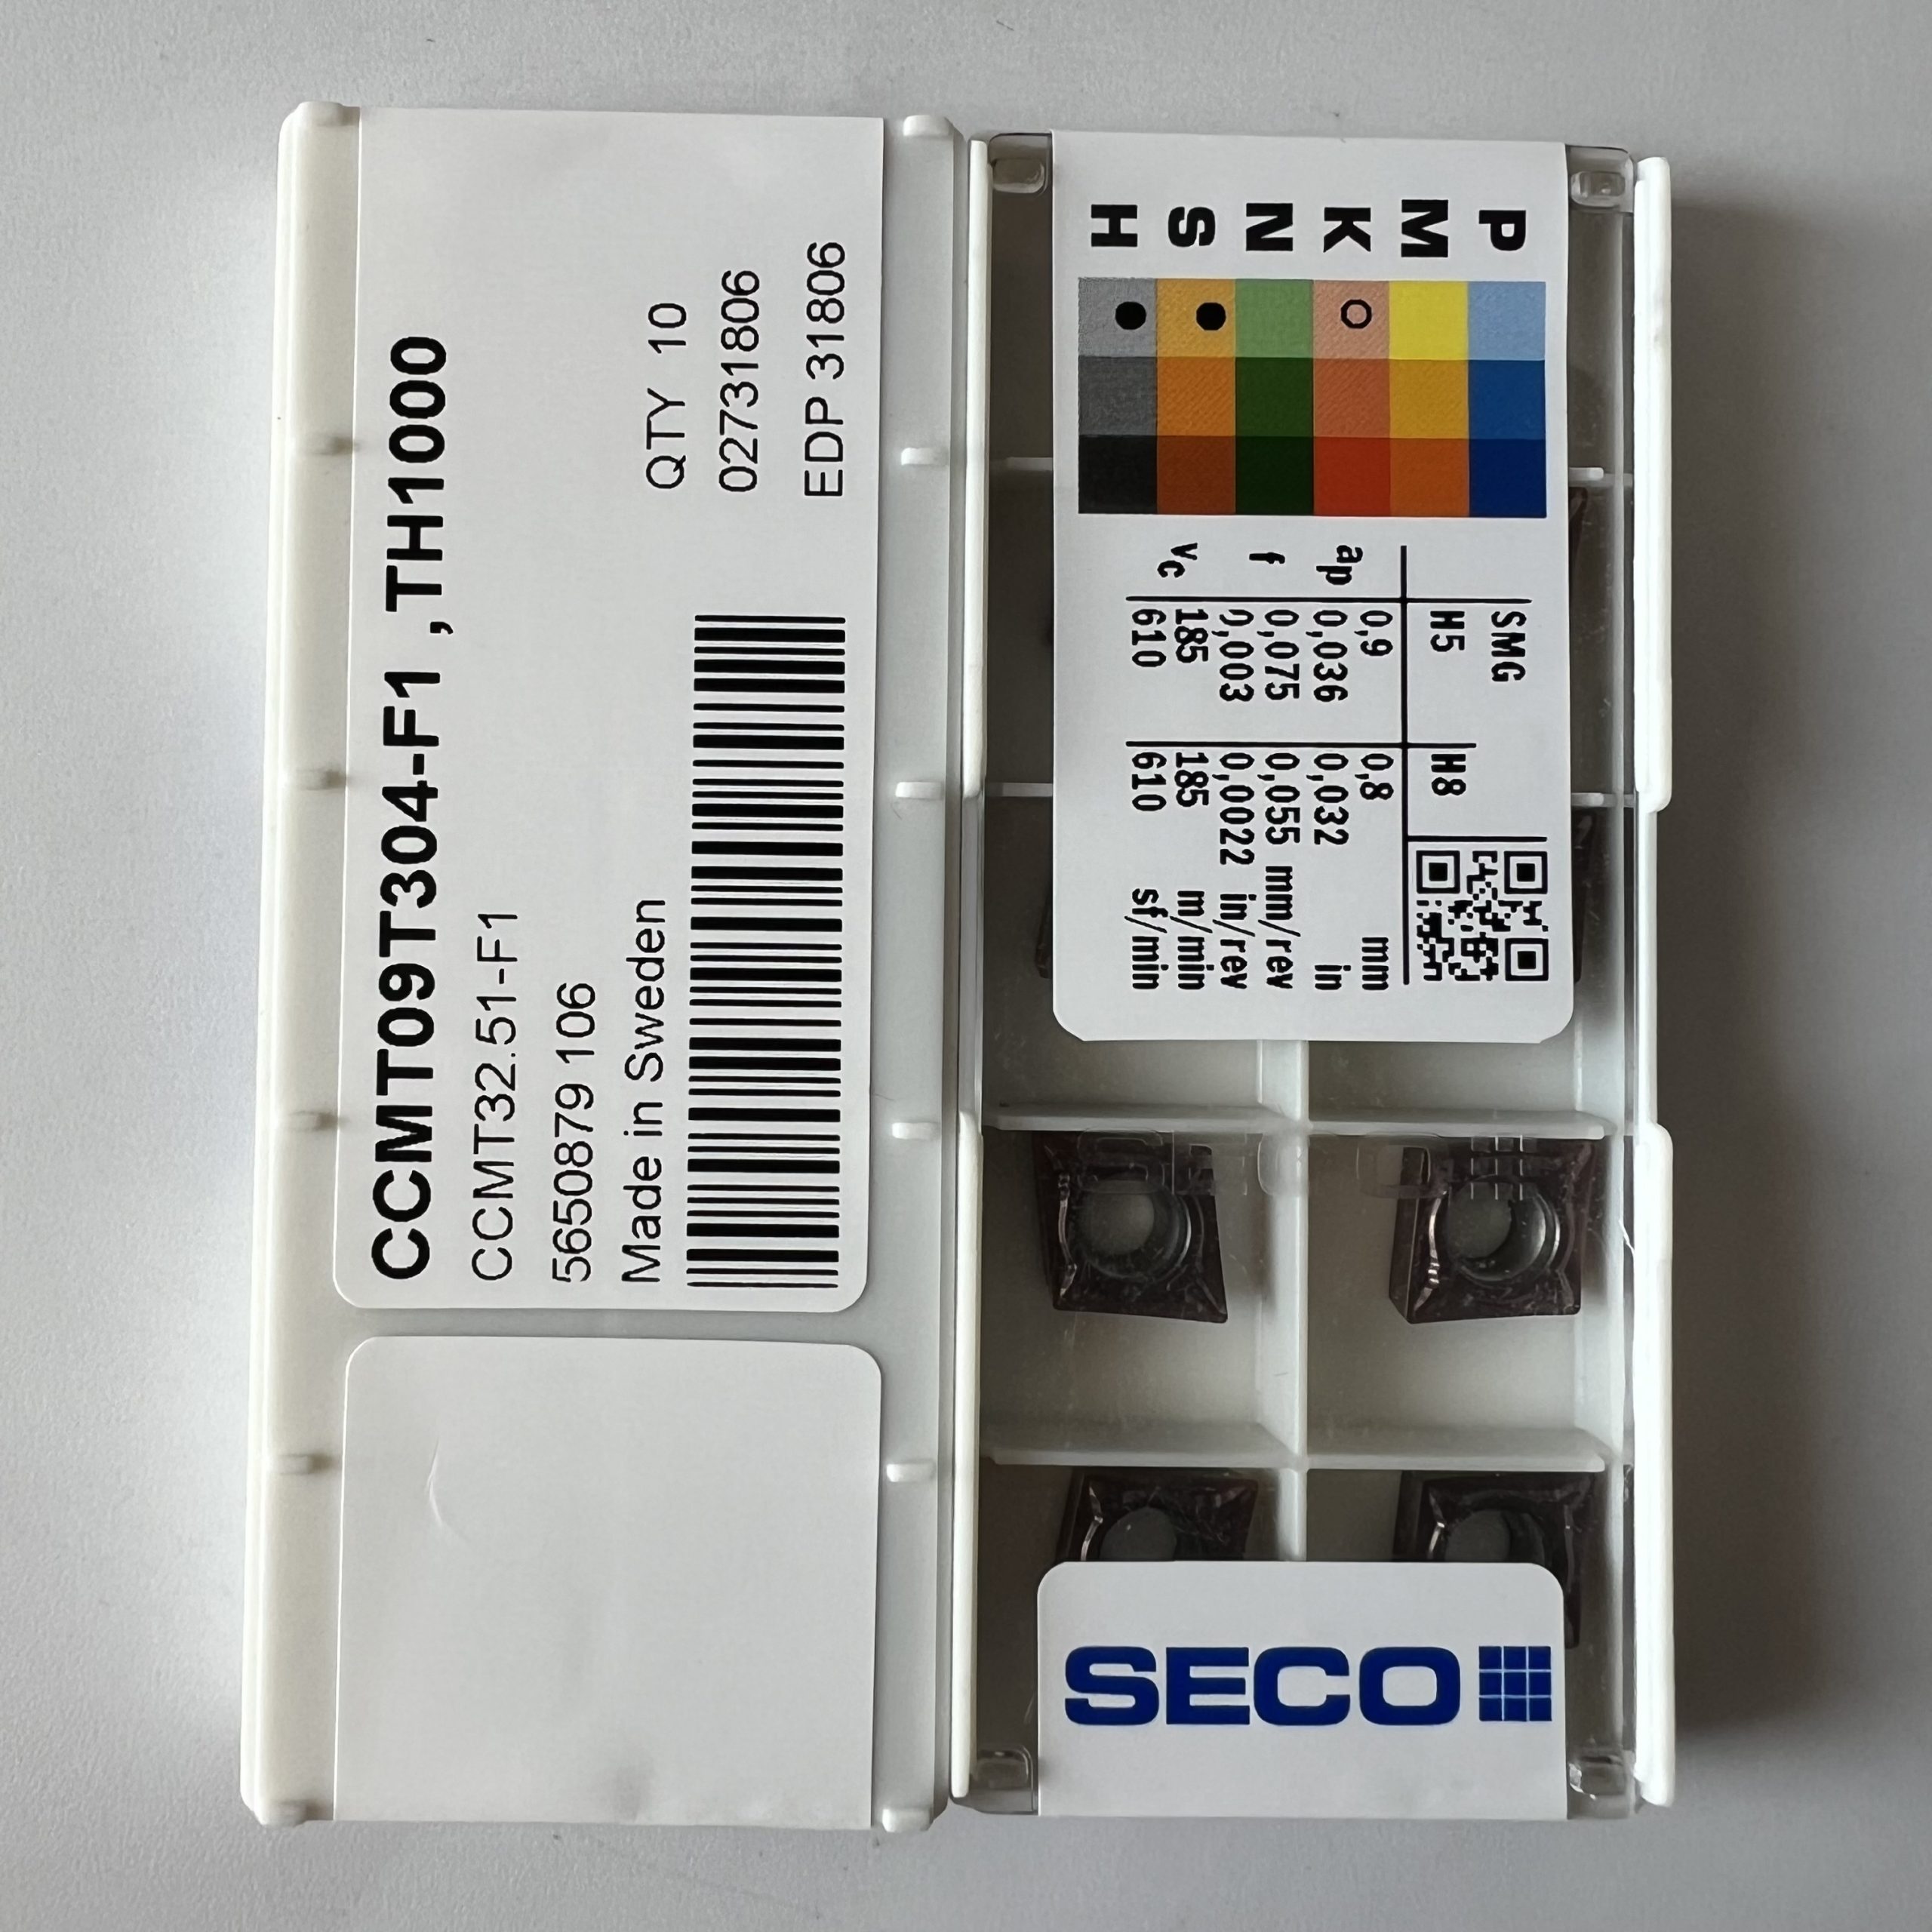 CCMT09T304-F1 ,TH1000
CCMT32.51-F1
5650879 106
Made in Sweden
QTY 10
02731806
EDP 31806
P
M
K
N
S
H
SMG
H5 H8
ap 0,9 0,8 mm
0,036 0,032 in
f 0,075 0,055 mm/rev
0,003 0,0022 in/rev
vc 185 185 m/min
610 610 sf/min
SECO
SECO